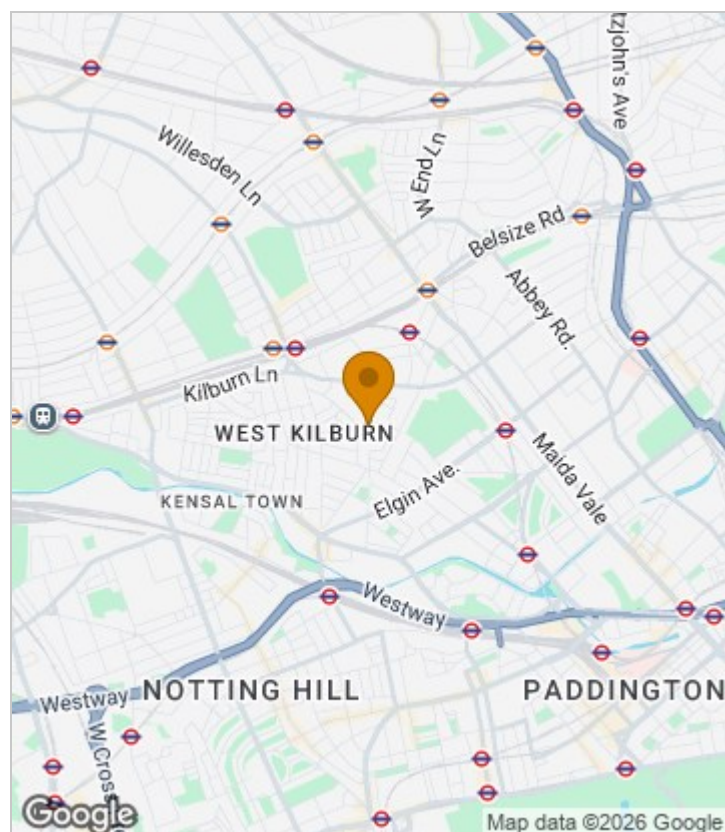 tzjohn's Ave
Willesden Ln
W End Ln
Belsize Rd
Abbey Rd.
Kilburn Ln
WEST KILBURN
Maida Vale
KENSAL TOWN
Elgin Ave.
Westway
NOTTING HILL
PADDINGTON
Westway
W Cross
Google
Map data ©2026 Google